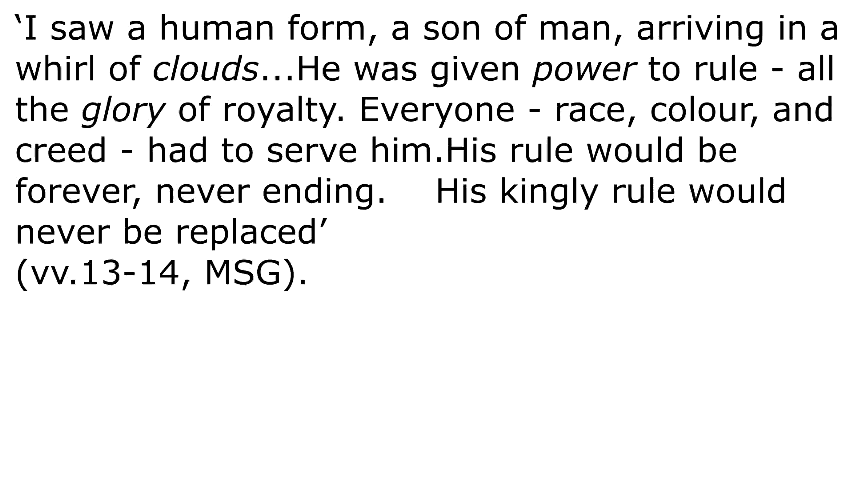 ‘I saw a human form, a son of man, arriving in a
whirl of clouds...He was given power to rule - all
the glory of royalty. Everyone - race, colour, and
creed - had to serve him.His rule would be
forever, never ending.    His kingly rule would
never be replaced’
(vv.13-14, MSG).